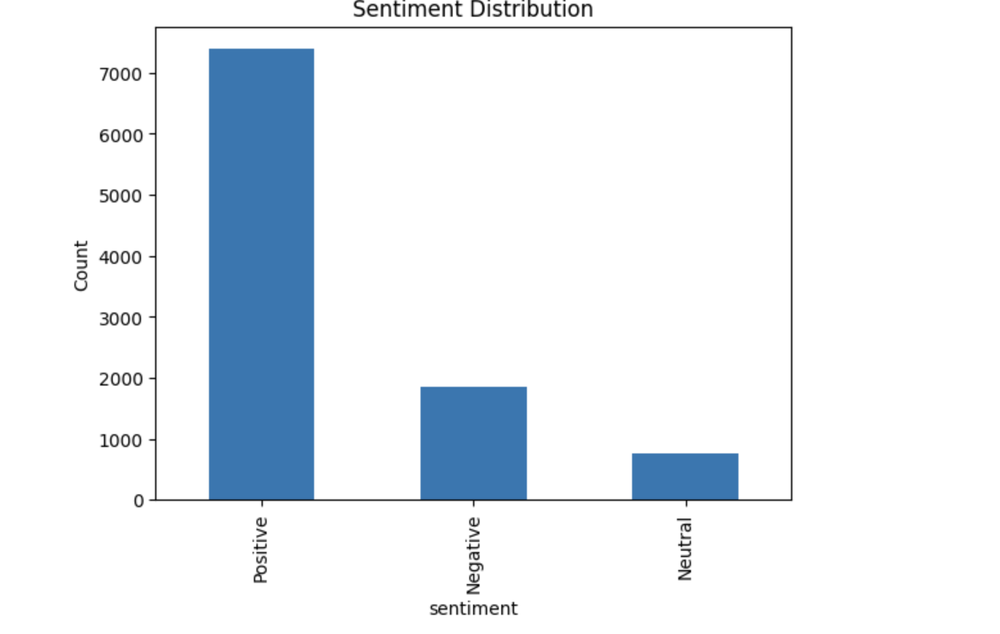 Sentiment Distribution
7000
6000
5000
4000
3000
2000
1000
0
Count
Positive
Negative
Neutral
sentiment